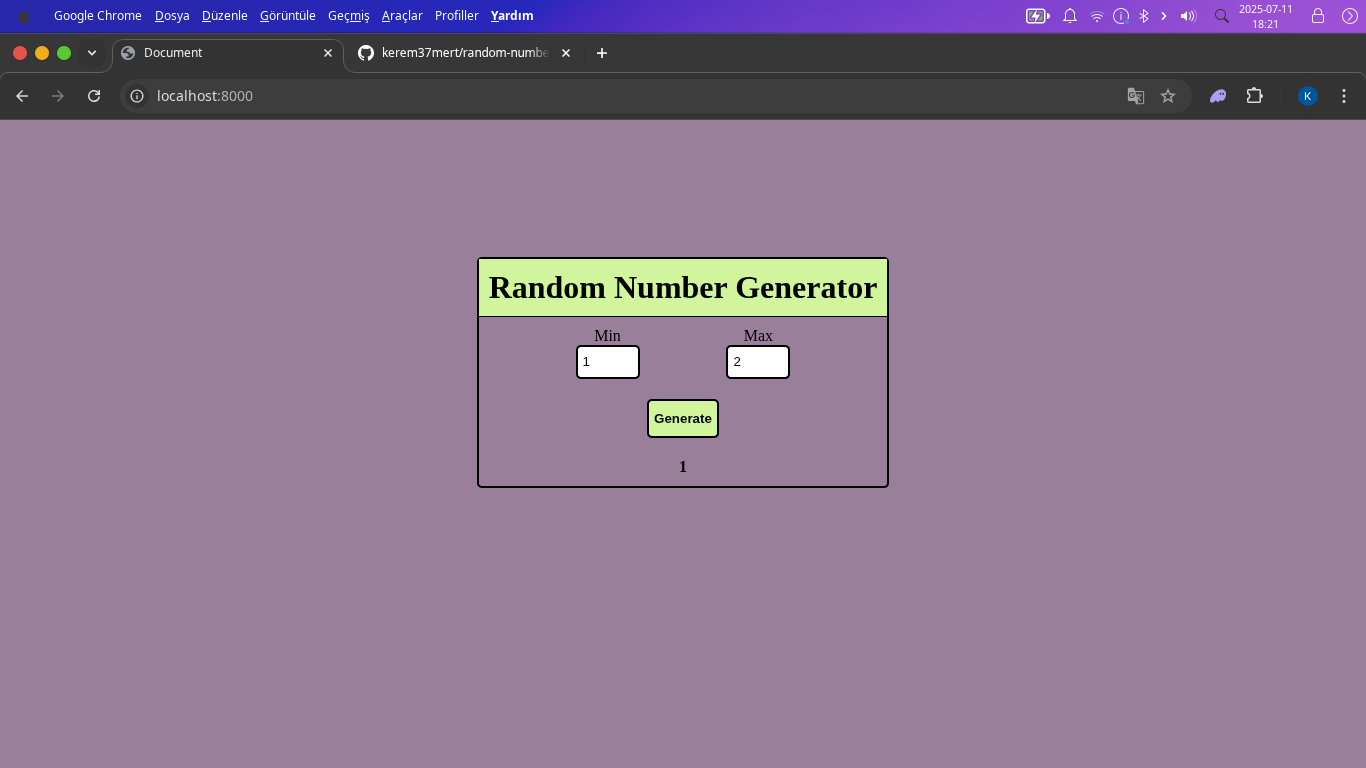 Google Chrome Dosya Düzenle Görüntüle Geçmiş Araçlar Profiller Yardım
2025-07-11
18:21
Document
kerem37mert/random-numbe
localhost:8000
K
Random Number Generator
Min Max
1 2
Generate
1